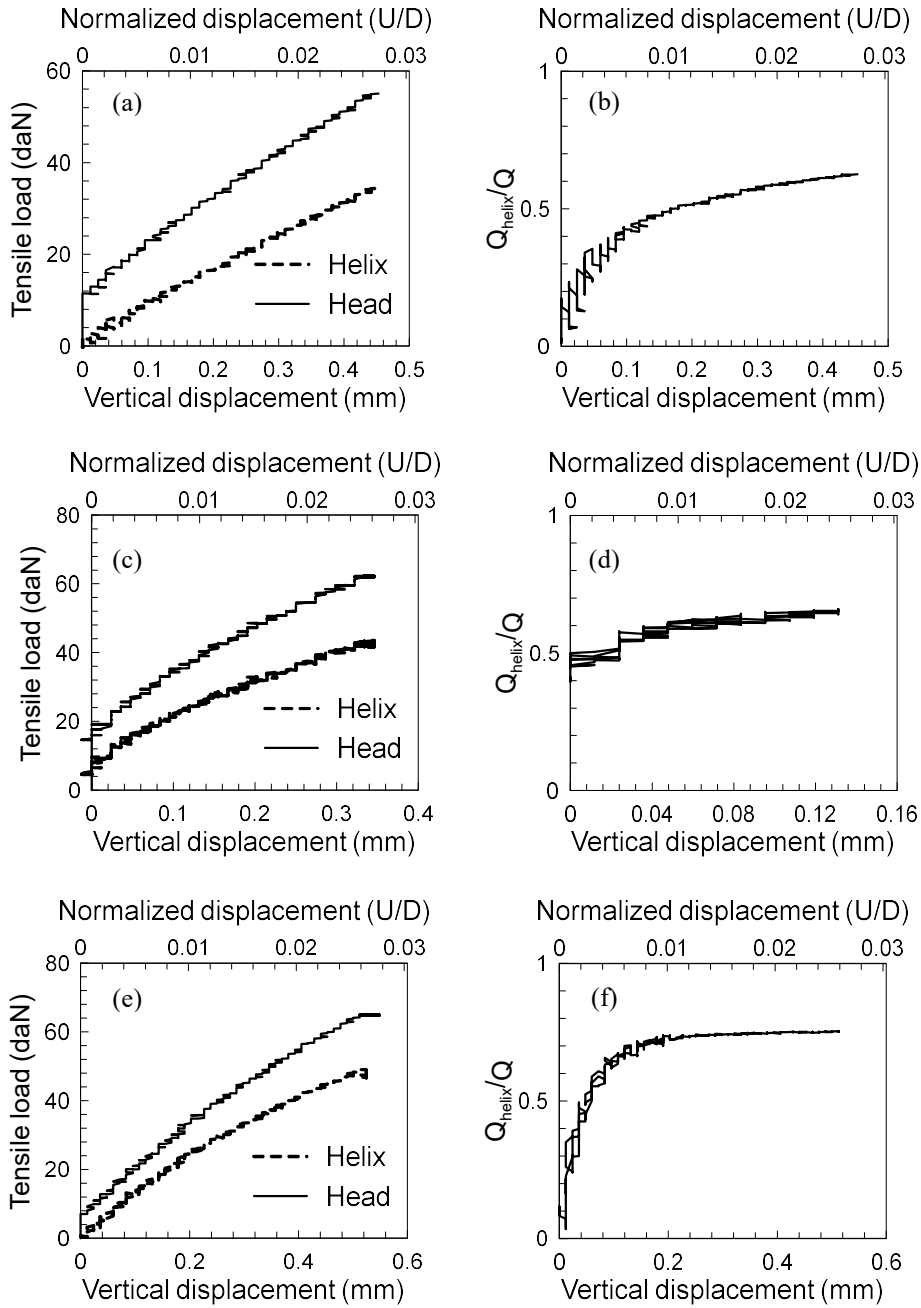 Normalized displacement (U/D)
0 0.01 0.02 0.03
60
40
20
0
Tensile load (daN)
(a)
Helix
Head
0 0.1 0.2 0.3 0.4 0.5
Vertical displacement (mm)
Normalized displacement (U/D)
0 0.01 0.02 0.03
1
0.5
0
Qhelix/Q
(b)
0 0.1 0.2 0.3 0.4 0.5
Vertical displacement (mm)
Normalized displacement (U/D)
0 0.01 0.02 0.03
80
60
40
20
0
Tensile load (daN)
(c)
Helix
Head
0 0.1 0.2 0.3 0.4
Vertical displacement (mm)
Normalized displacement (U/D)
0 0.01 0.02 0.03
1
0.5
0
Qhelix/Q
(d)
0 0.04 0.08 0.12 0.16
Vertical displacement (mm)
Normalized displacement (U/D)
0 0.01 0.02 0.03
80
60
40
20
0
Tensile load (daN)
(e)
Helix
Head
0 0.2 0.4 0.6
Vertical displacement (mm)
Normalized displacement (U/D)
0 0.01 0.02 0.03
1
0.5
0
Qhelix/Q
(f)
0 0.2 0.4 0.6
Vertical displacement (mm)